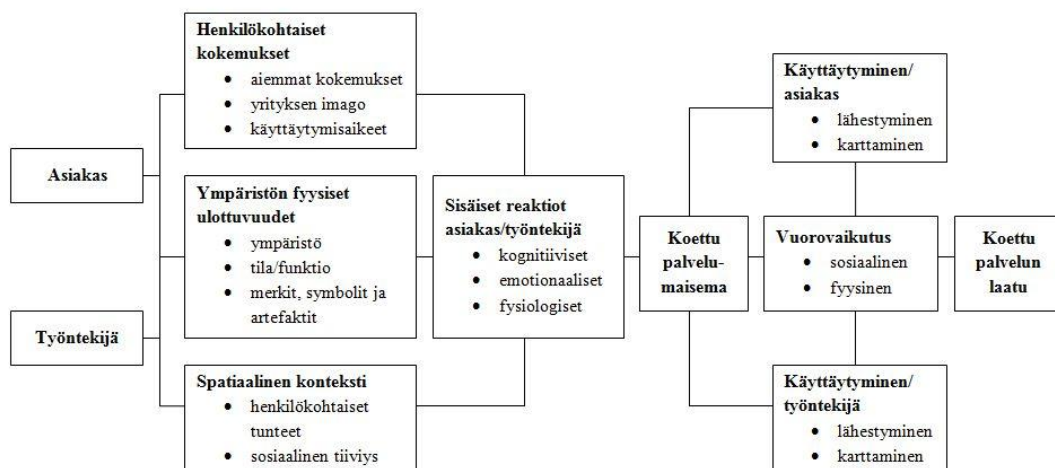 Asiakas
Työntekijä
Henkilökohtaiset
kokemukset
• aiemmat kokemukset
• yrityksen imago
• käyttäytymisaikeet
Ympäristön fyysiset
ulottuvuudet
• ympäristö
• tila/funktio
• merkit, symbolit ja
artefaktit
Spatiaalinen konteksti
• henkilökohtaiset
tunteet
• sosiaalinen tiiviys
Sisäiset reaktiot
asiakas/työntekijä
• kognitiiviset
• emotionaaliset
• fysiologiset
Koettu
palvelu-
maisema
Käyttäytyminen/
asiakas
• lähestyminen
• karttaminen
Vuorovaikutus
• sosiaalinen
• fyysinen
Käyttäytyminen/
työntekijä
• lähestyminen
• karttaminen
Koettu
palvelun
laatu